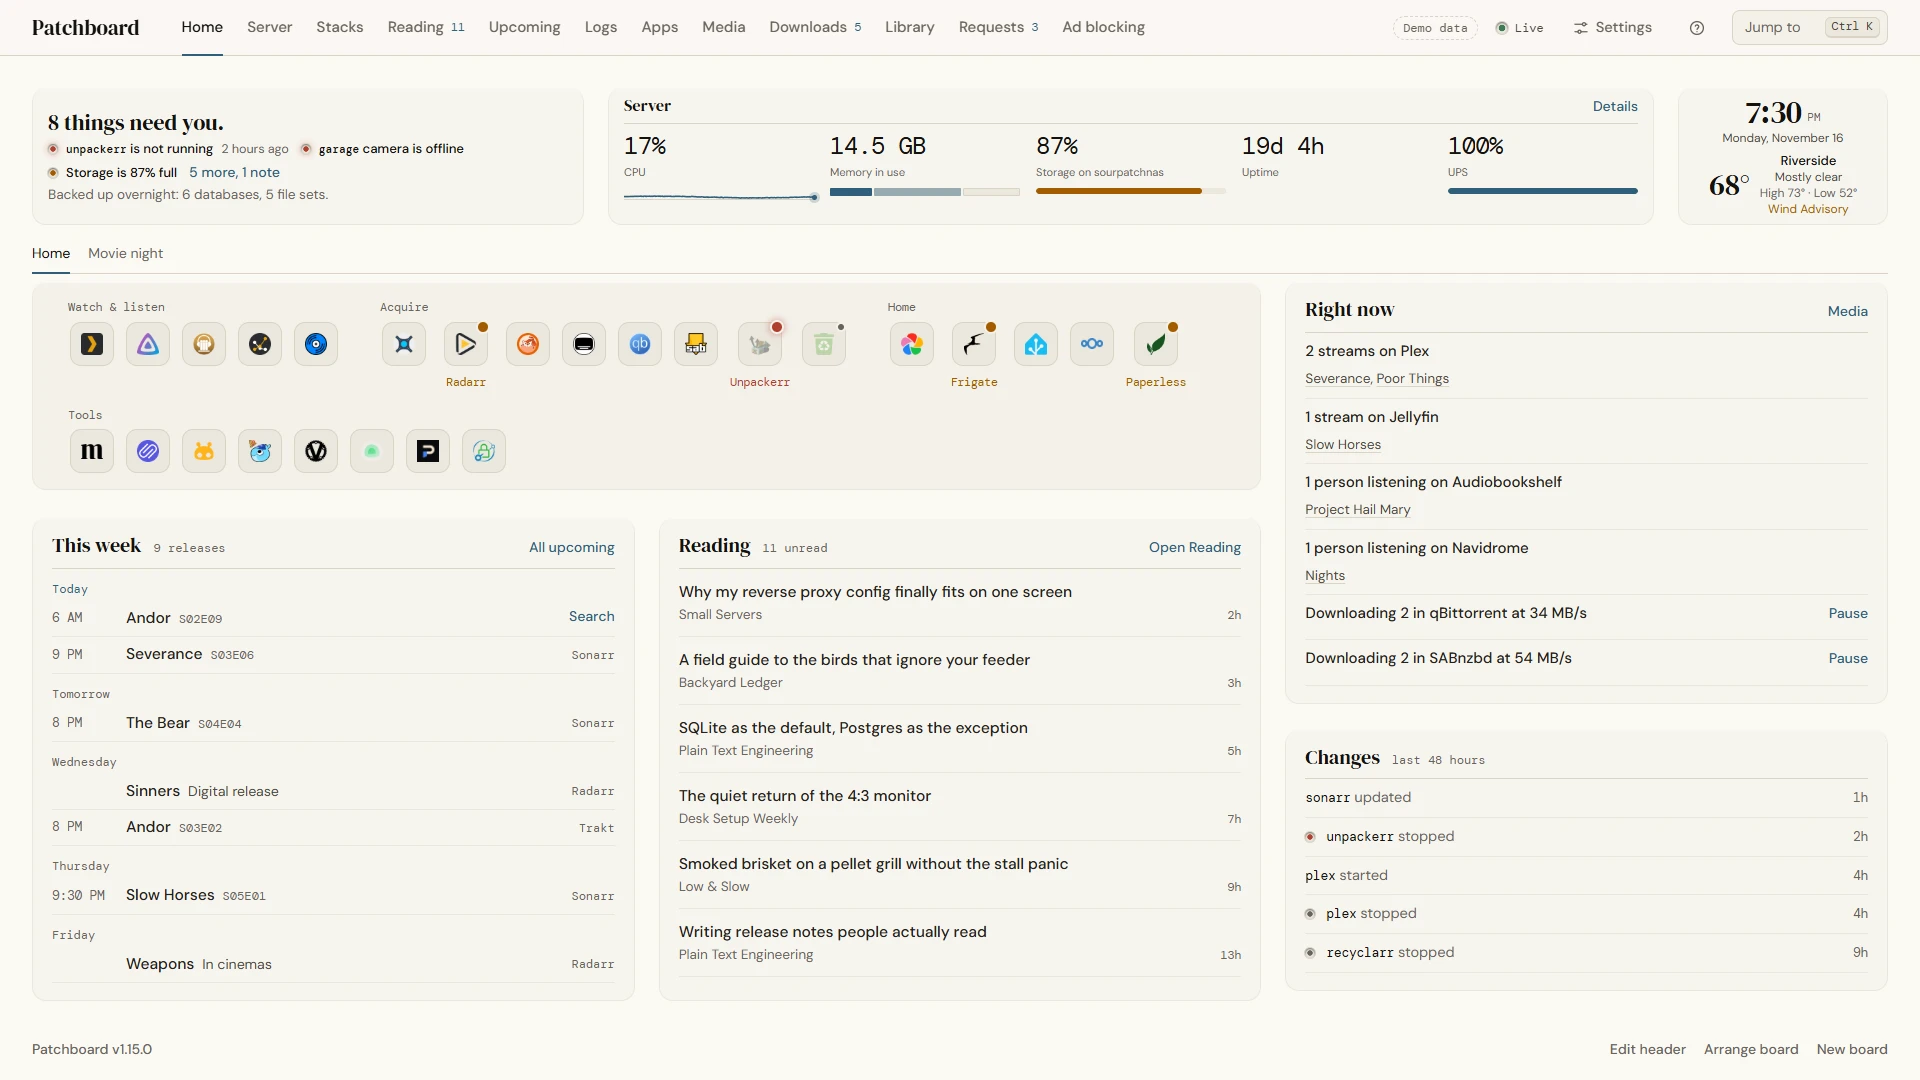 Patchboard
Home
Server
Stacks
Reading 11
Upcoming
Logs
Apps
Media
Downloads 5
Library
Requests 3
Ad blocking
Demo data
Live
Settings
Jump to Ctrl K
8 things need you.
unpackerr is not running 2 hours ago garage camera is offline
Storage is 87% full 5 more, 1 note
Backed up overnight: 6 databases, 5 file sets.
Server
Details
17%
CPU
14.5 GB
Memory in use
87%
Storage on sourpatchnas
19d 4h
Uptime
100%
UPS
7:30 PM
Monday, November 16
68°
Riverside
Mostly clear
High 73° · Low 52°
Wind Advisory
Home
Movie night
Watch & listen
Acquire
qb
sab
Radarr
Unpackerr
Home
Frigate
Paperless
Tools
m
Right now
Media
2 streams on Plex
Severance, Poor Things
1 stream on Jellyfin
Slow Horses
1 person listening on Audiobookshelf
Project Hail Mary
1 person listening on Navidrome
Nights
Downloading 2 in qBittorrent at 34 MB/s Pause
Downloading 2 in SABnzbd at 54 MB/s Pause
This week 9 releases All upcoming
Today
6 AM Andor S02E09 Search
9 PM Severance S03E06 Sonarr
Tomorrow
8 PM The Bear S04E04 Sonarr
Wednesday
Sinners Digital release Radarr
8 PM Andor S03E02 Trakt
Thursday
9:30 PM Slow Horses S05E01 Sonarr
Friday
Weapons In cinemas Radarr
Reading 11 unread Open Reading
Why my reverse proxy config finally fits on one screen
Small Servers 2h
A field guide to the birds that ignore your feeder
Backyard Ledger 3h
SQLite as the default, Postgres as the exception
Plain Text Engineering 5h
The quiet return of the 4:3 monitor
Desk Setup Weekly 7h
Smoked brisket on a pellet grill without the stall panic
Low & Slow 9h
Writing release notes people actually read
Plain Text Engineering 13h
Changes last 48 hours
sonarr updated 1h
unpackerr stopped 2h
plex started 4h
plex stopped 4h
recyclarr stopped 9h
Patchboard v1.15.0
Edit header
Arrange board
New board